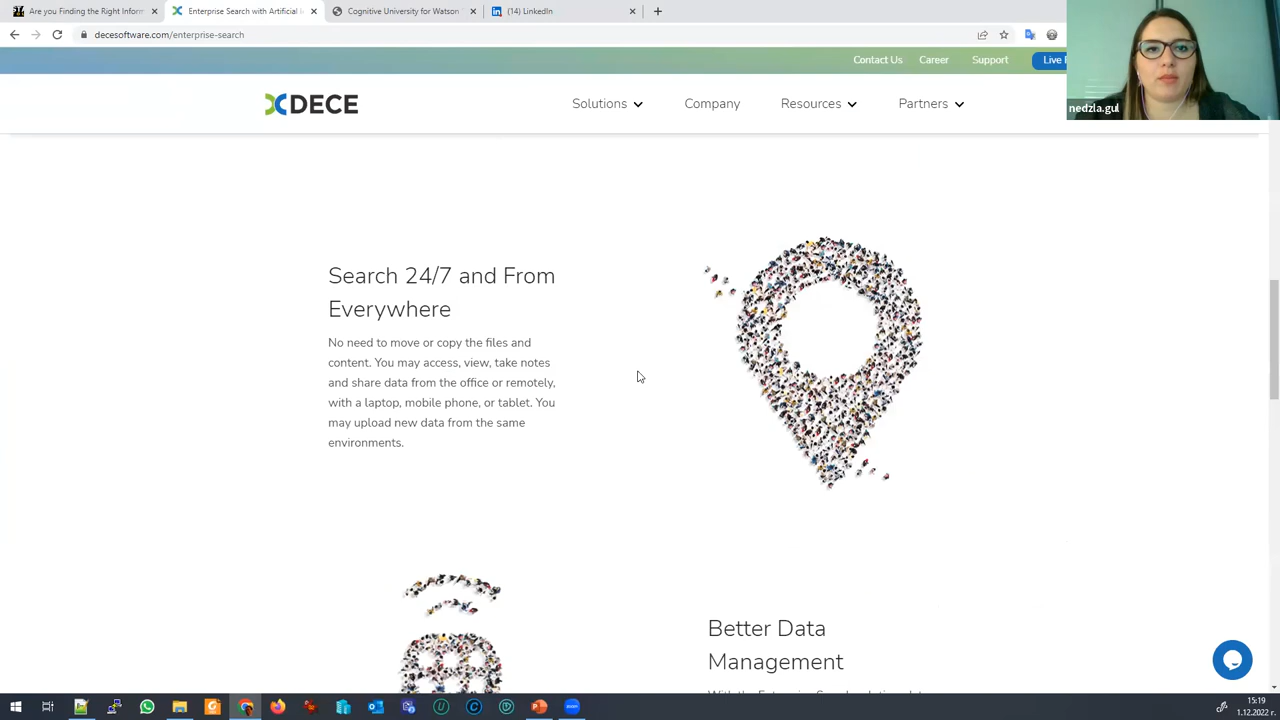 Are you Finding the Right Inform
Enterprise Search with Artificial I
Cognitive University for Watson
(14) LinkedIn
decesoftware.com/enterprise-search
Contact Us
Career
Support
Live
nedzla.gul
DECE
Solutions
Company
Resources
Partners
Search 24/7 and From
Everywhere
No need to move or copy the files and
content. You may access, view, take notes
and share data from the office or remotely,
with a laptop, mobile phone, or tablet. You
may upload new data from the same
environments.
Better Data
Management
15:19
1.12.2022 г.